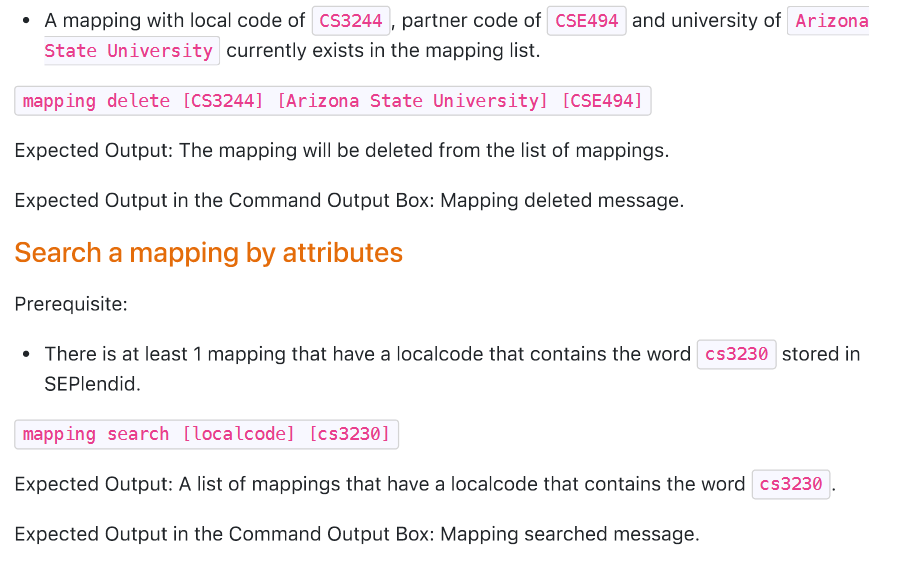 • A mapping with local code of CS3244, partner code of CSE494 and university of Arizona
State University currently exists in the mapping list.
mapping delete [CS3244] [Arizona State University] [CSE494]
Expected Output: The mapping will be deleted from the list of mappings.
Expected Output in the Command Output Box: Mapping deleted message.
Search a mapping by attributes
Prerequisite:
• There is at least 1 mapping that have a localcode that contains the word cs3230 stored in
SEPlendid.
mapping search [localcode] [cs3230]
Expected Output: A list of mappings that have a localcode that contains the word cs3230.
Expected Output in the Command Output Box: Mapping searched message.